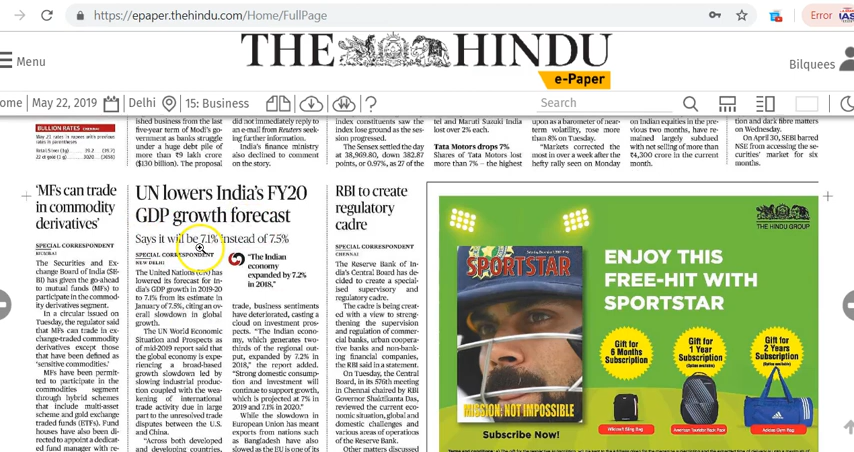 https://epaper.thehindu.com/Home/FullPage
Error
IAS
THE HINDU
e-Paper
Menu
Bilquees
ome
May 22, 2019
Delhi
15: Business
?
Search
BULLION RATES
lished business from the last
five-year term of Modi's gov-
ernment as banks struggle
under a huge debt pile of
more than ₹9 lakh crore
($130 billion). The proposal
did not immediately reply to
an e-mail from Reuters seek-
ing further information.
India's finance ministry
also declined to comment
on the story.
index constituents saw the
index lose ground as the ses-
sion progressed.
The Sensex settled the day
at 38,969.80, down 382.87
points, or 0.97%, as 27 of the
tel and Maruti Suzuki India
lost over 2% each.
Tata Motors drops 7%
Shares of Tata Motors lost
more than 7% – the highest
upon as a barometer of near-
term volatility, rose more
than 8% on Tuesday.
"Markets corrected the
most in over a week after the
hefty rally seen on Monday
on Indian equities in the
previous two months, have re-
mained largely subdued
with net selling of more than
₹4,300 crore in the current
month.
tion and dark fibre matters
on Wednesday.
On April 30, SEBI barred
NSE from accessing the se-
curities' market for six
months.
'MFs can trade
in commodity
derivatives'
SPECIAL CORRESPONDENT
MUMBAI
The Securities and Ex-
change Board of India (SE-
BI) has given the go-ahead
to mutual funds (MFs) to
participate in the commod-
ity derivatives segment.
In a circular issued on
Tuesday, the regulator said
that MFs can trade in ex-
change-traded commodity
derivatives except those
that have been defined as
'sensitive commodities.'
MFs have been permit-
ted to participate in the
commodities segment
through hybrid schemes
that include multi-asset
scheme and gold exchange
traded funds (ETFs). Fund
houses have also been di-
rected to appoint a dedicat-
ed fund manager with re-
UN lowers India's FY20
GDP growth forecast
Says it will be 7.1% instead of 7.5%
SPECIAL CORRESPONDENT
NEW DELHI
The United Nations (UN) has
lowered its forecast for In-
dia's GDP growth in 2019-20
to 7.1% from its estimate in
January of 7.5%, citing an ov-
erall slowdown in global
growth.
The UN World Economic
Situation and Prospects as
of mid-2019 report said that
the global economy is expe-
riencing a broad-based
growth slowdown led by
slowing industrial produc-
tion coupled with the wea-
kening of international
trade activity due in large
part to the unresolved trade
disputes between the U.S.
and China.
"Across both developed
and developing countries,
"The Indian
economy
expanded by 7.2%
in 2018."
trade, business sentiments
have deteriorated, casting a
cloud on investment pros-
pects. "The Indian econo-
my, which generates two-
thirds of the regional out-
put, expanded by 7.2% in
2018," the report added.
"Strong domestic consump-
tion and investment will
continue to support growth,
which is projected at 7% in
2019 and 7.1% in 2020."
While the slowdown in
European Union has meant
exports from nations such
as Bangladesh have also
slowed as the EU is one of its
RBI to create
regulatory
cadre
SPECIAL CORRESPONDENT
CHENNAI
The Reserve Bank of In-
dia's Central Board has de-
cided to create a special-
ised supervisory and
regulatory cadre.
The cadre is being creat-
ed with a view to streng-
thening the supervision
and regulation of commer-
cial banks, urban coopera-
tive banks and non-bank-
ing financial companies,
the RBI said in a statement.
On Tuesday, the Central
Board, in its 576th meeting
in Chennai chaired by RBI
Governor Shaktikanta Das,
reviewed the current eco-
nomic situation, global and
domestic challenges and
various areas of operations
of the Reserve Bank.
Other matters discussed
THE HINDU GROUP
SPORTSTAR
MISSION: NOT IMPOSSIBLE
Subscribe Now!
ENJOY THIS
FREE-HIT WITH
SPORTSTAR
Gift for
6 Months
Subscription
Gift for
1 Year
Subscription
Gift for
2 Years
Subscription
Wildcraft Sling Bag
American Tourister Back Pack
Adidas Gym Bag